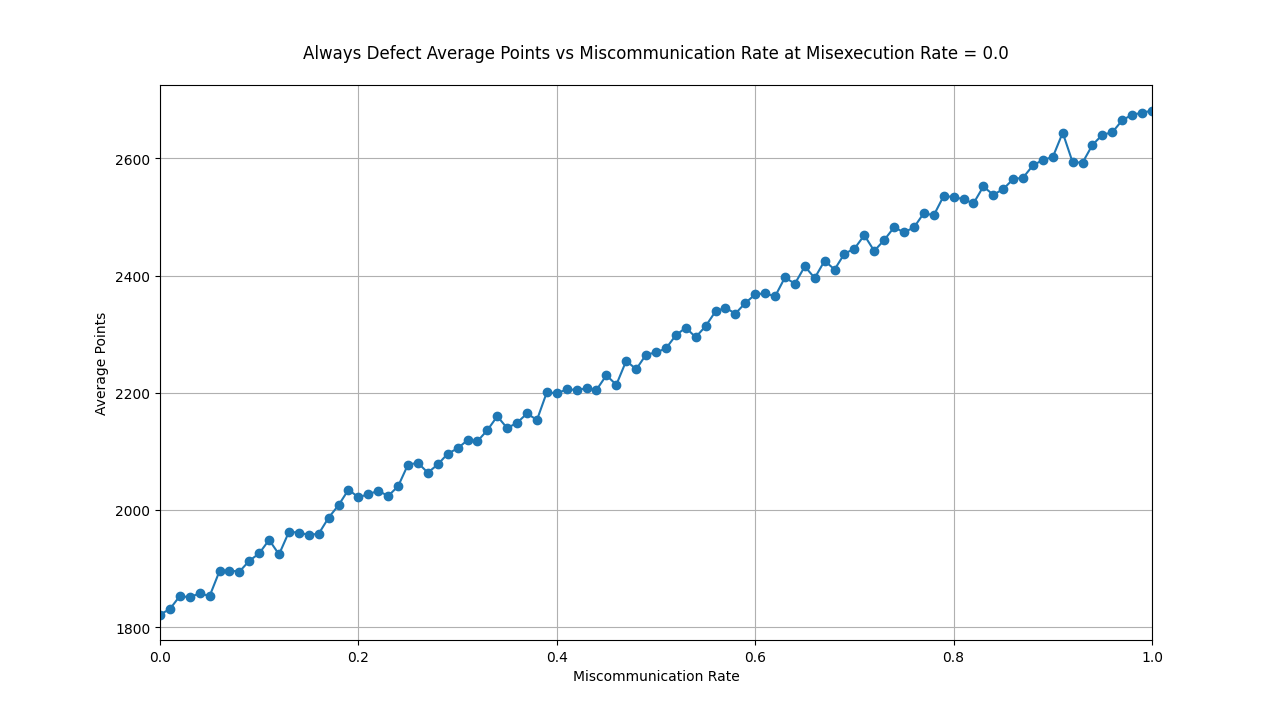 Always Defect Average Points vs Miscommunication Rate at Misexecution Rate = 0.0
2600
2400
2200
2000
1800
Average Points
0.0 0.2 0.4 0.6 0.8 1.0
Miscommunication Rate